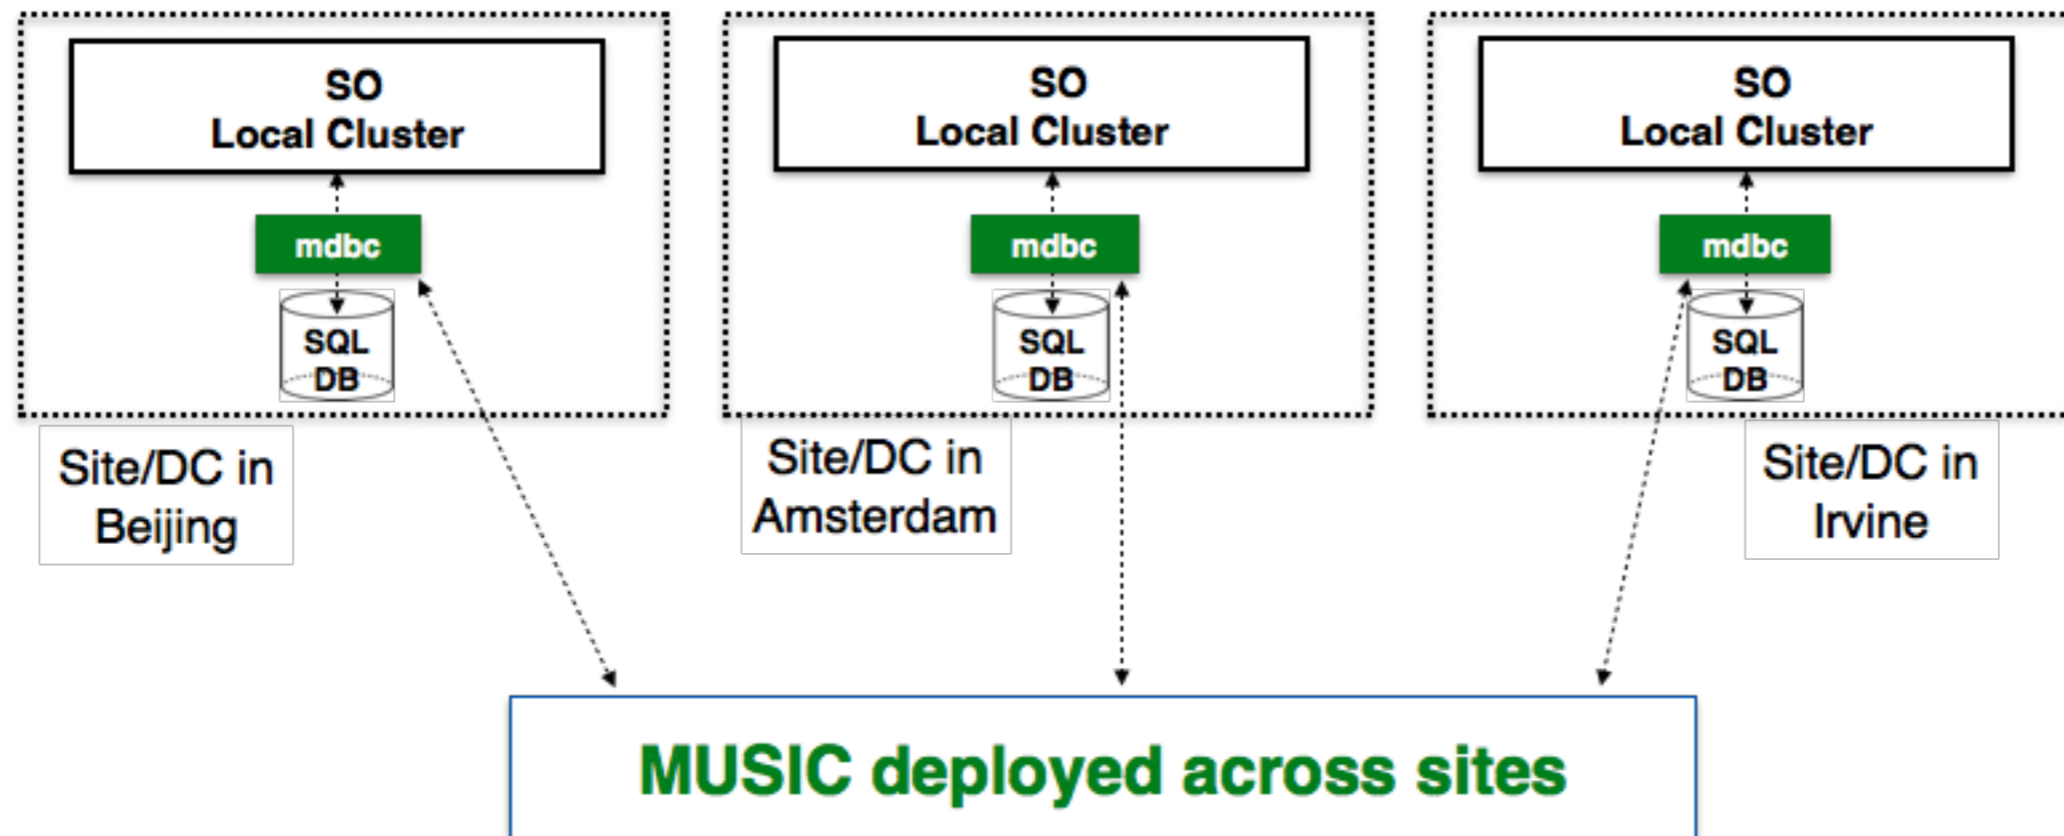 SO
Local Cluster
mdbc
SQL
DB
Site/DC in
Beijing
SO
Local Cluster
mdbc
SQL
DB
Site/DC in
Amsterdam
SO
Local Cluster
mdbc
SQL
DB
Site/DC in
Irvine
MUSIC deployed across sites